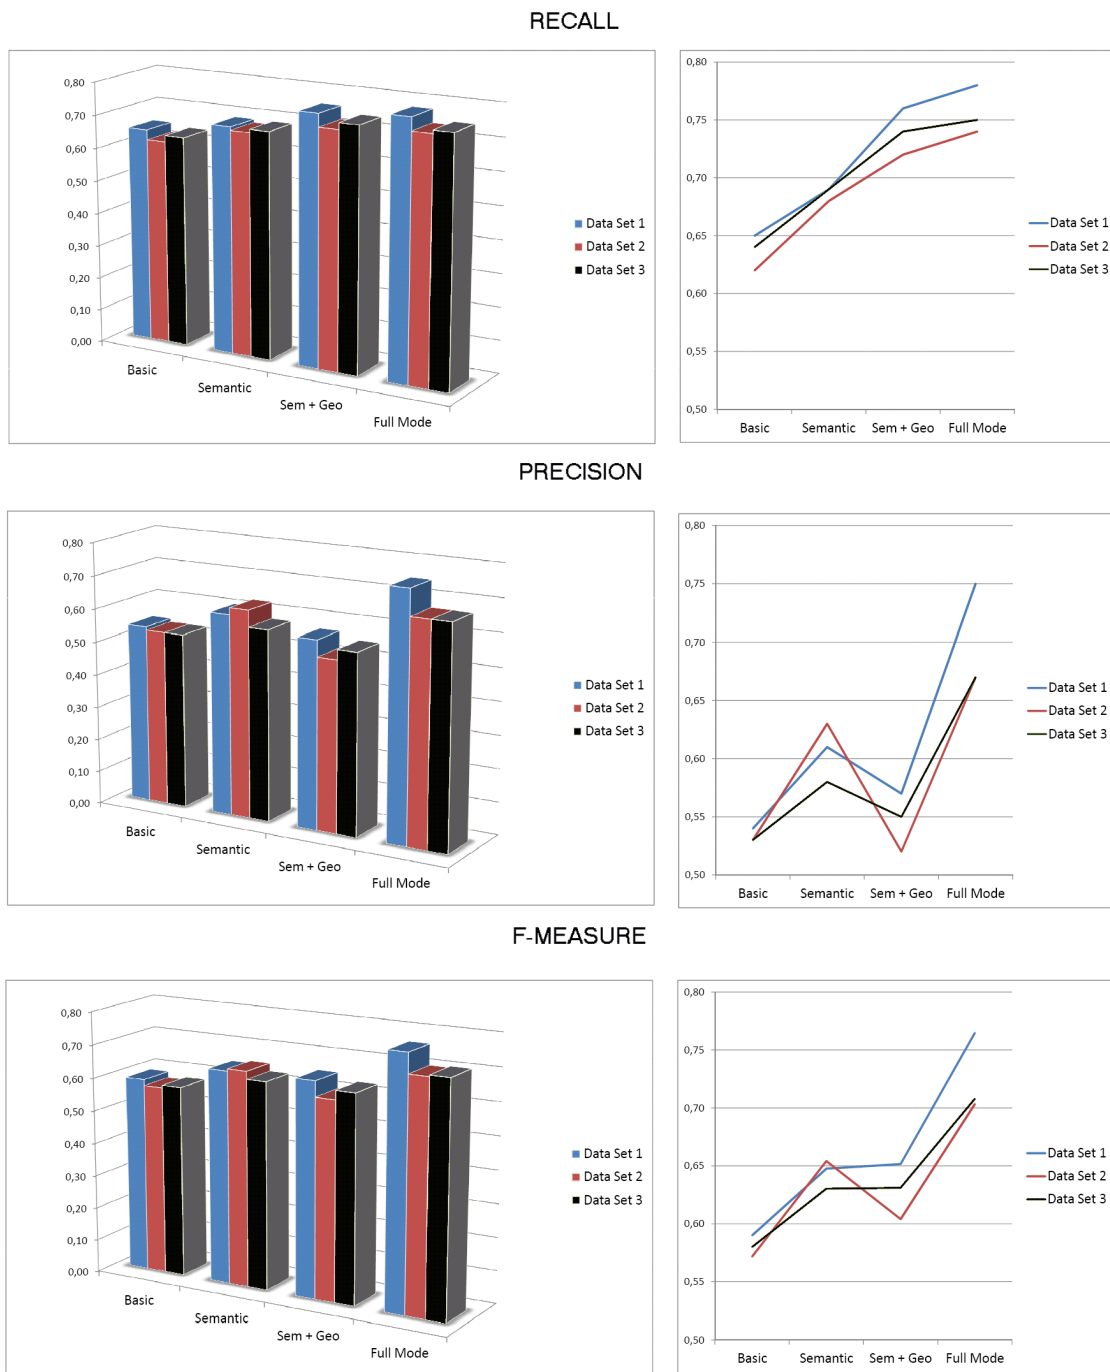 RECALL
0,80
0,70
0,60
0,50
0,40
0,30
0,20
0,10
0,00
Basic
Semantic
Sem + Geo
Full Mode
Data Set 1
Data Set 2
Data Set 3
0,80
0,75
0,70
0,65
0,60
0,55
0,50
Basic Semantic Sem + Geo Full Mode
Data Set 1
Data Set 2
Data Set 3
PRECISION
0,80
0,70
0,60
0,50
0,40
0,30
0,20
0,10
0,00
Basic
Semantic
Sem + Geo
Full Mode
Data Set 1
Data Set 2
Data Set 3
0,80
0,75
0,70
0,65
0,60
0,55
0,50
Basic Semantic Sem + Geo Full Mode
Data Set 1
Data Set 2
Data Set 3
F-MEASURE
0,80
0,70
0,60
0,50
0,40
0,30
0,20
0,10
0,00
Basic
Semantic
Sem + Geo
Full Mode
Data Set 1
Data Set 2
Data Set 3
0,80
0,75
0,70
0,65
0,60
0,55
0,50
Basic Semantic Sem + Geo Full Mode
Data Set 1
Data Set 2
Data Set 3